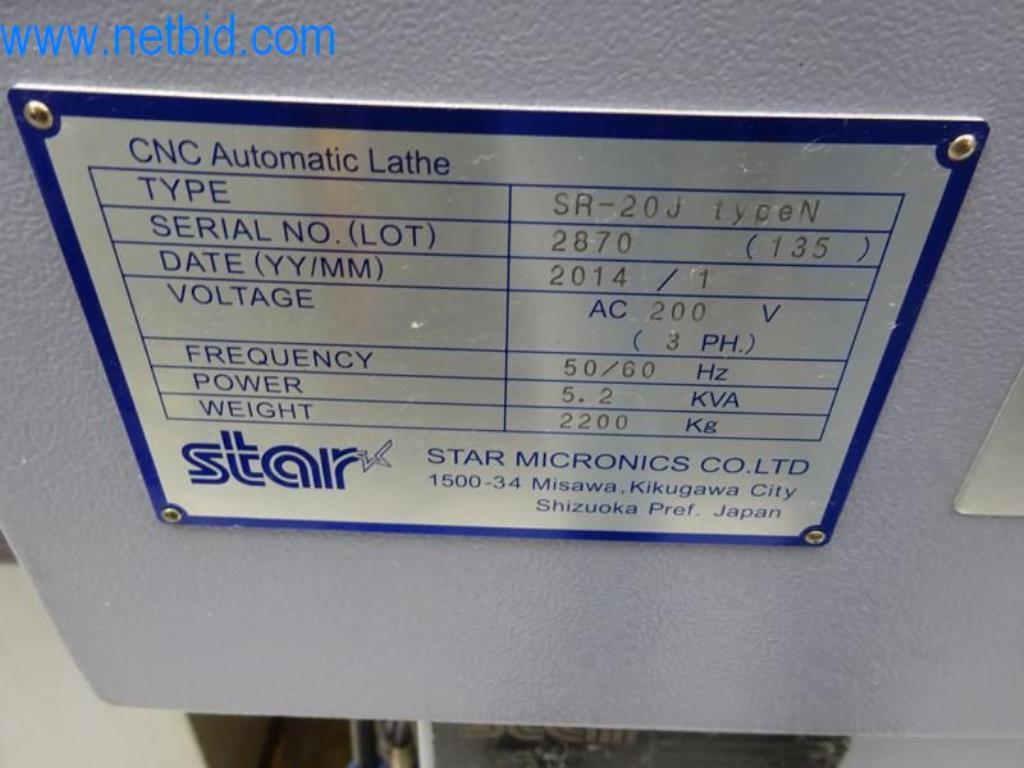 www.netbid.com
CNC Automatic Lathe
TYPE SR-20J typeN
SERIAL NO. (LOT) 2870 (135)
DATE (YY/MM) 2014 / 1
VOLTAGE AC 200 V
( 3 PH.)
FREQUENCY 50/60 Hz
POWER 5.2 KVA
WEIGHT 2200 Kg
star STAR MICRONICS CO.LTD
1500-34 Misawa, Kikugawa City
Shizuoka Pref. Japan
star